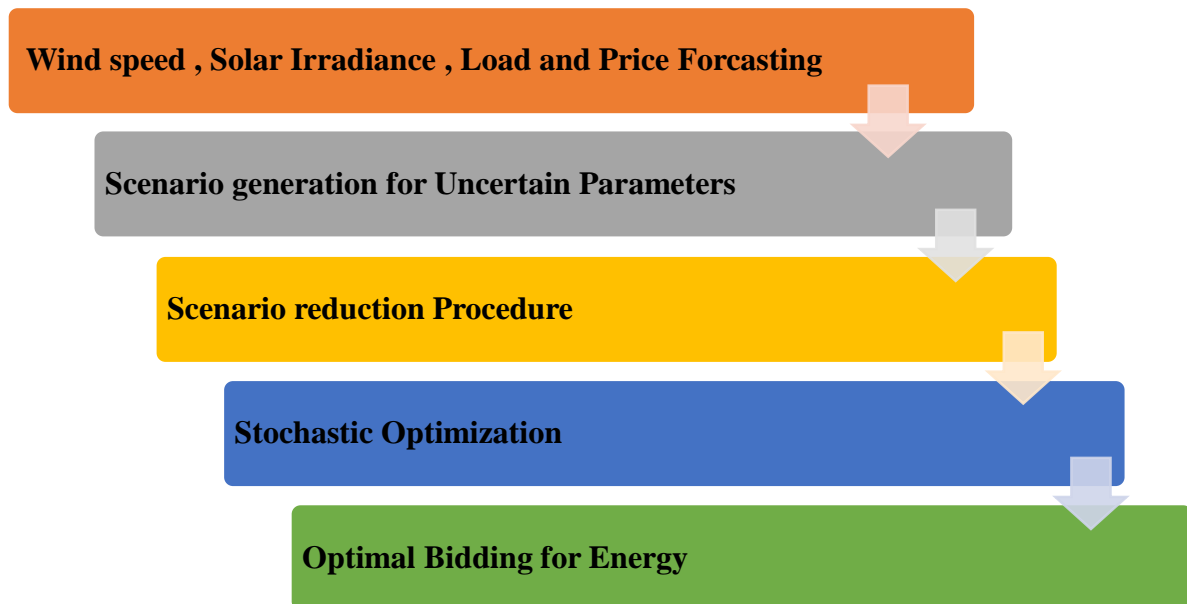 Wind speed , Solar Irradiance , Load and Price Forcasting
Scenario generation for Uncertain Parameters
Scenario reduction Procedure
Stochastic Optimization
Optimal Bidding for Energy